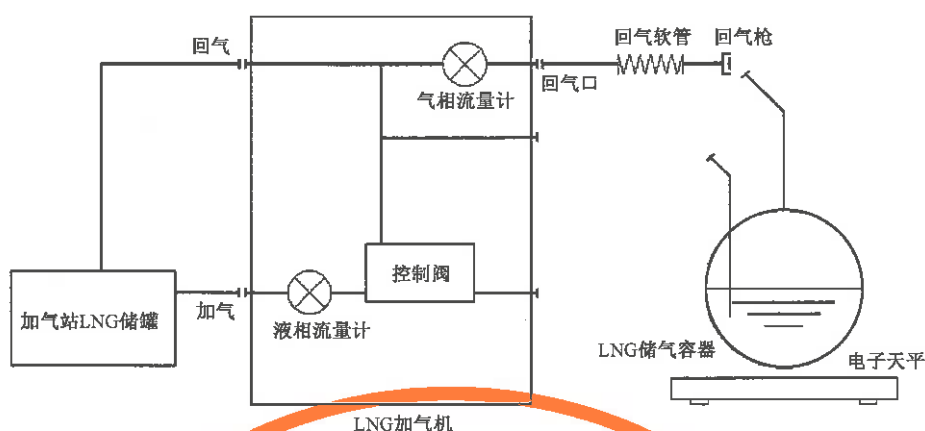 回气
回气软管
回气枪
气相流量计
回气口
控制阀
加气站LNG储罐
加气
液相流量计
LNG储气容器
电子天平
LNG加气机